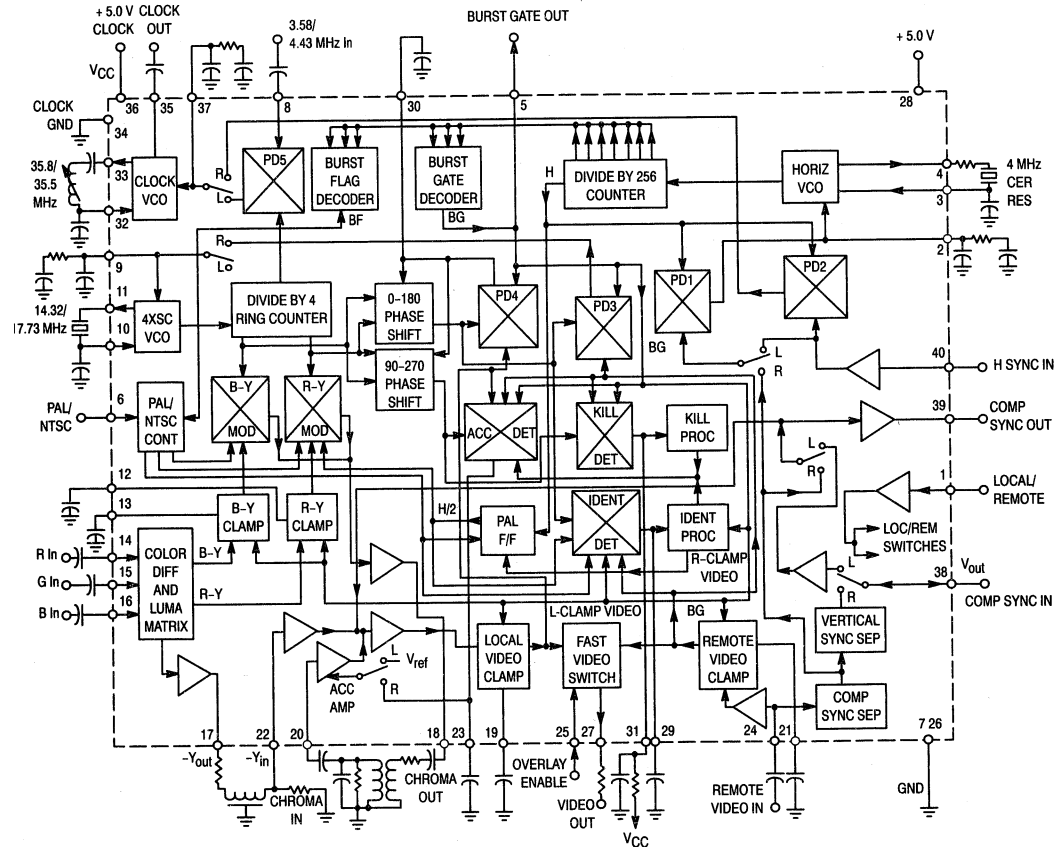 + 5.0 V
CLOCK
OUT
3.58/
4.43 MHz In
BURST GATE OUT
+ 5.0 V
VCC
36
35
37
8
30
5
28
CLOCK
GND
34
33
35.8/
35.5
MHz
32
CLOCK
VCO
R
L
PD5
BURST
FLAG
DECODER
BF
BURST
GATE
DECODER
BG
H
DIVIDE BY 256
COUNTER
HORIZ
VCO
4
3
4 MHz
CER
RES
2
9
R
L
11
14.32/
17.73 MHz
10
4XSC
VCO
DIVIDE BY 4
RING COUNTER
0–180
PHASE
SHIFT
90–270
PHASE
SHIFT
PD4
PD3
PD1
PD2
BG
L
R
40
H SYNC IN
PAL/
NTSC
6
PAL/
NTSC
CONT
B–Y
MOD
R–Y
MOD
ACC
DET
KILL
DET
KILL
PROC
39
COMP
SYNC OUT
L
R
1
LOCAL/
REMOTE
LOC/REM
SWITCHES
12
13
B–Y
CLAMP
R–Y
CLAMP
H/2
PAL
F/F
IDENT
DET
IDENT
PROC
R–CLAMP
VIDEO
R In
14
G In
15
B In
16
COLOR
DIFF
AND
LUMA
MATRIX
B–Y
R–Y
L
R
38
Vout
COMP SYNC IN
L–CLAMP VIDEO
BG
ACC
AMP
L
R
Vref
LOCAL
VIDEO
CLAMP
FAST
VIDEO
SWITCH
REMOTE
VIDEO
CLAMP
VERTICAL
SYNC SEP
COMP
SYNC SEP
17
22
20
18
23
19
25
27
31
29
24
21
7 26
–Yout
–Yin
CHROMA
IN
CHROMA
OUT
OVERLAY
ENABLE
VIDEO
OUT
VCC
REMOTE
VIDEO IN
GND